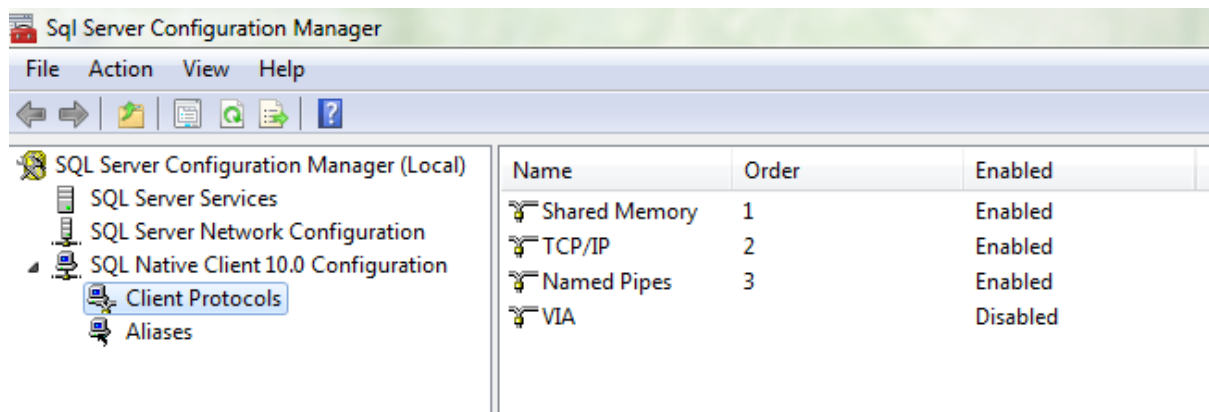 Sql Server Configuration Manager
File Action View Help
SQL Server Configuration Manager (Local)
SQL Server Services
SQL Server Network Configuration
SQL Native Client 10.0 Configuration
Client Protocols
Aliases
Name Order Enabled
Shared Memory 1 Enabled
TCP/IP 2 Enabled
Named Pipes 3 Enabled
VIA Disabled